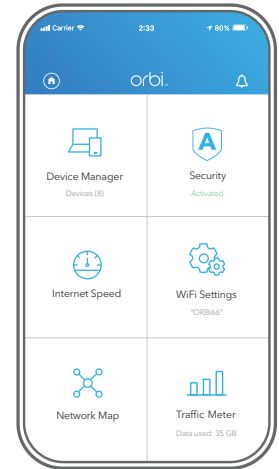 Carrier 2:33 80%
orbi™
A
Device Manager Security
Devices (8) Activated
Internet Speed WiFi Settings
"ORBI66"
Network Map Traffic Meter
Data used: 35 GB